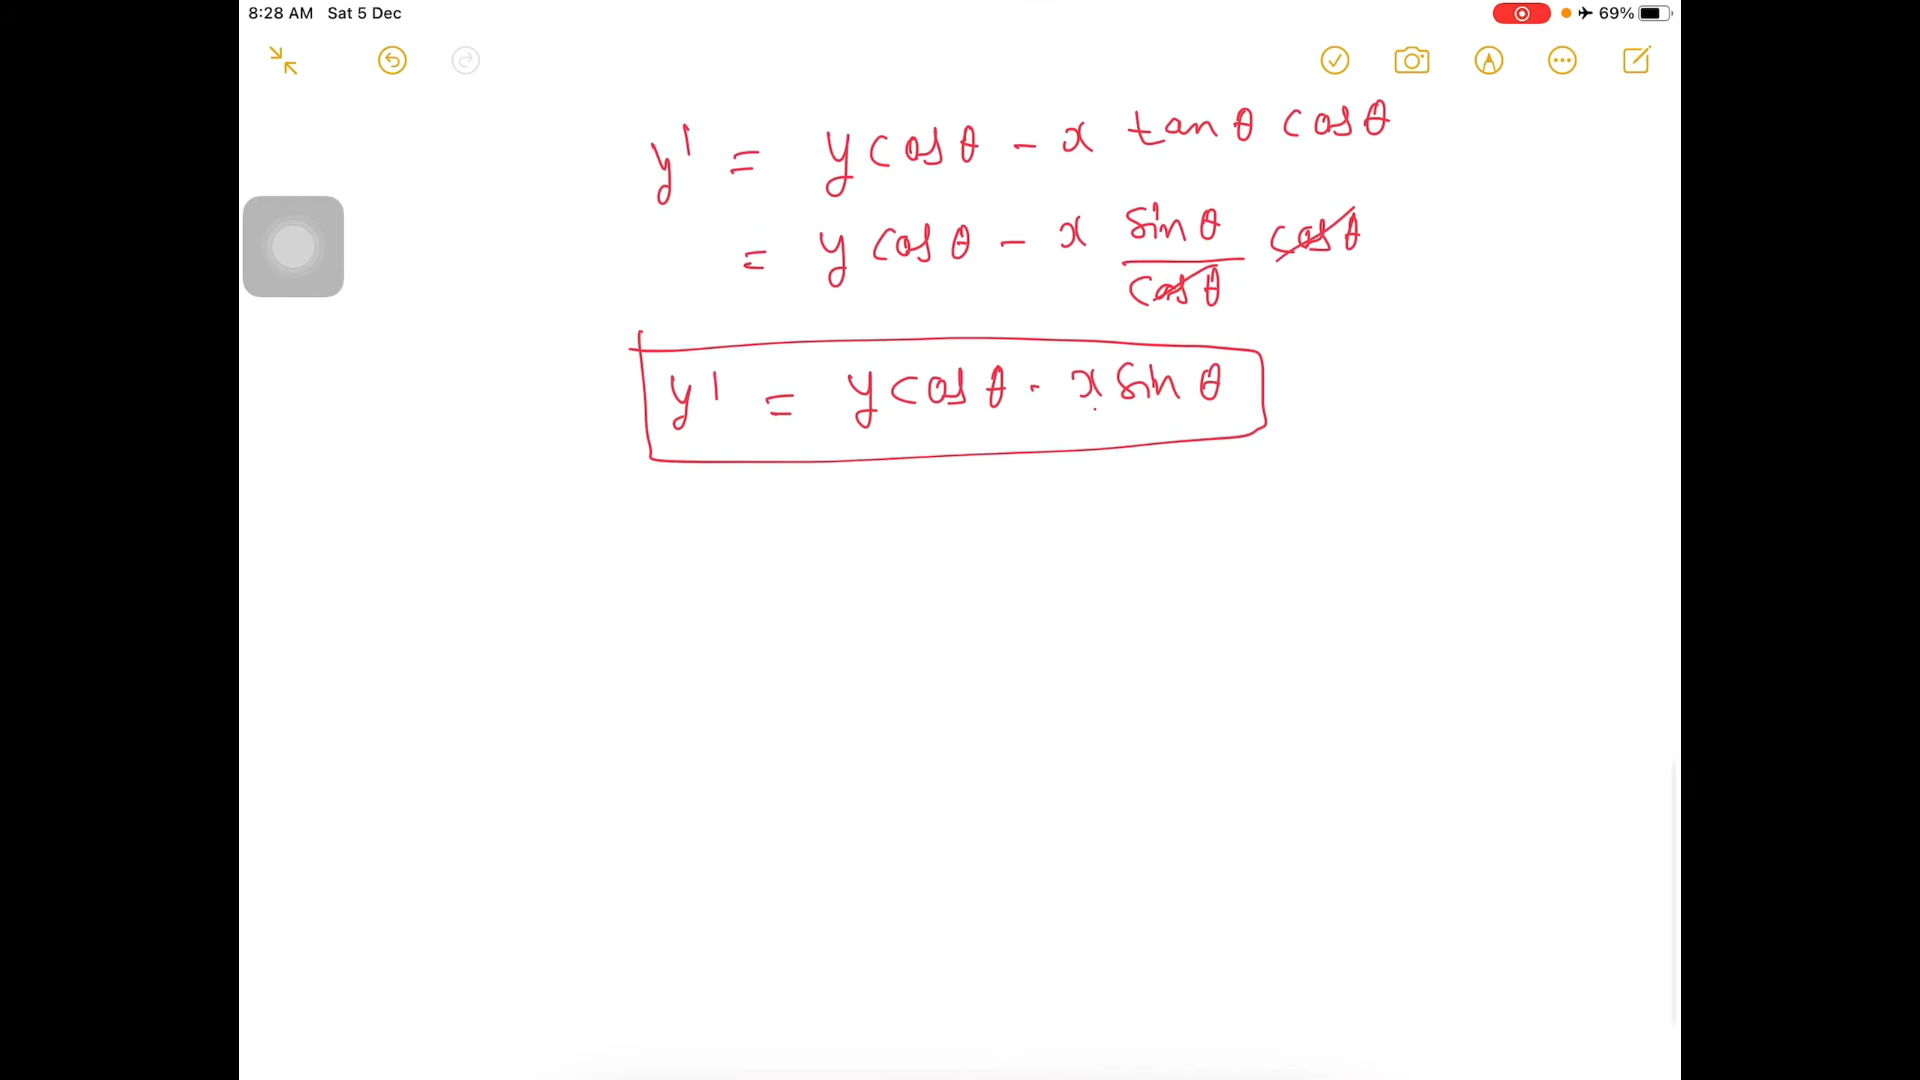 8:28 AM Sat 5 Dec 69%
y' = y cos θ - x tan θ cos θ
= y cos θ - x sin θ / cos θ cos θ
y' = y cos θ - x sin θ